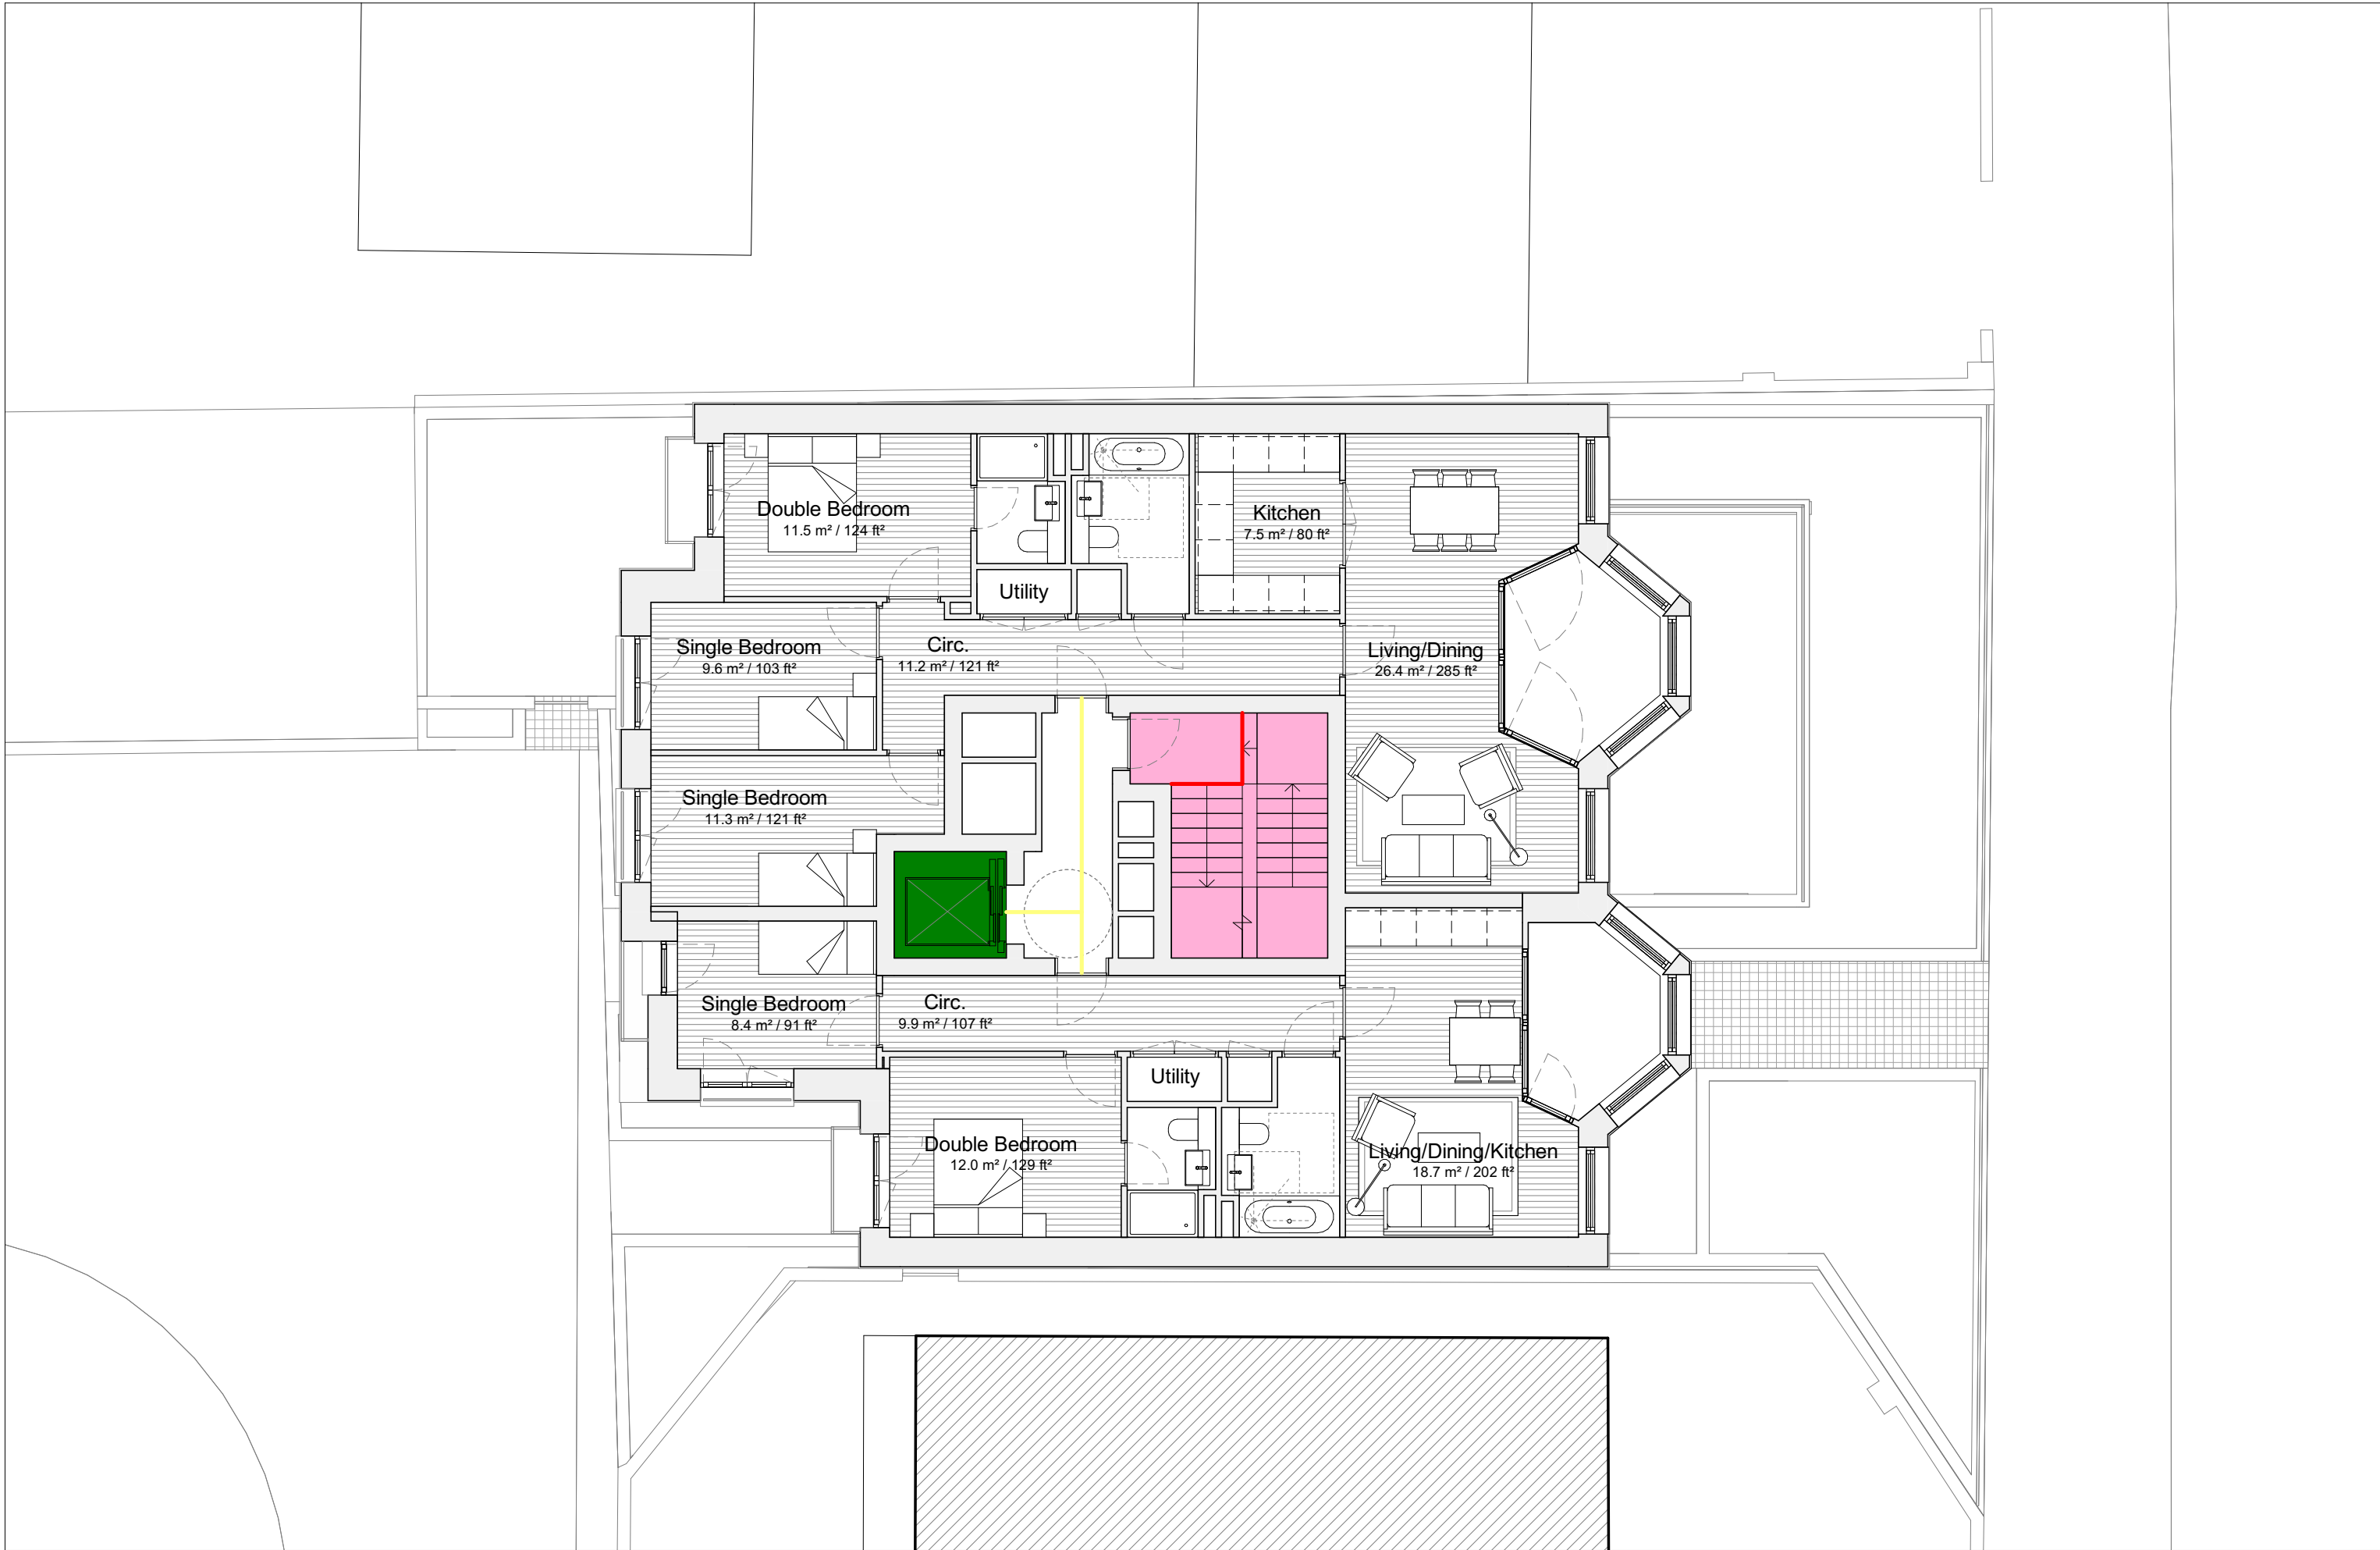 Double Bedroom
11.5 m² / 124 ft²
Kitchen
7.5 m² / 80 ft²
Utility
Single Bedroom
9.6 m² / 103 ft²
Circ.
11.2 m² / 121 ft²
Living/Dining
26.4 m² / 285 ft²
Single Bedroom
11.3 m² / 121 ft²
Single Bedroom
8.4 m² / 91 ft²
Circ.
9.9 m² / 107 ft²
Utility
Double Bedroom
12.0 m² / 129 ft²
Living/Dining/Kitchen
18.7 m² / 202 ft²